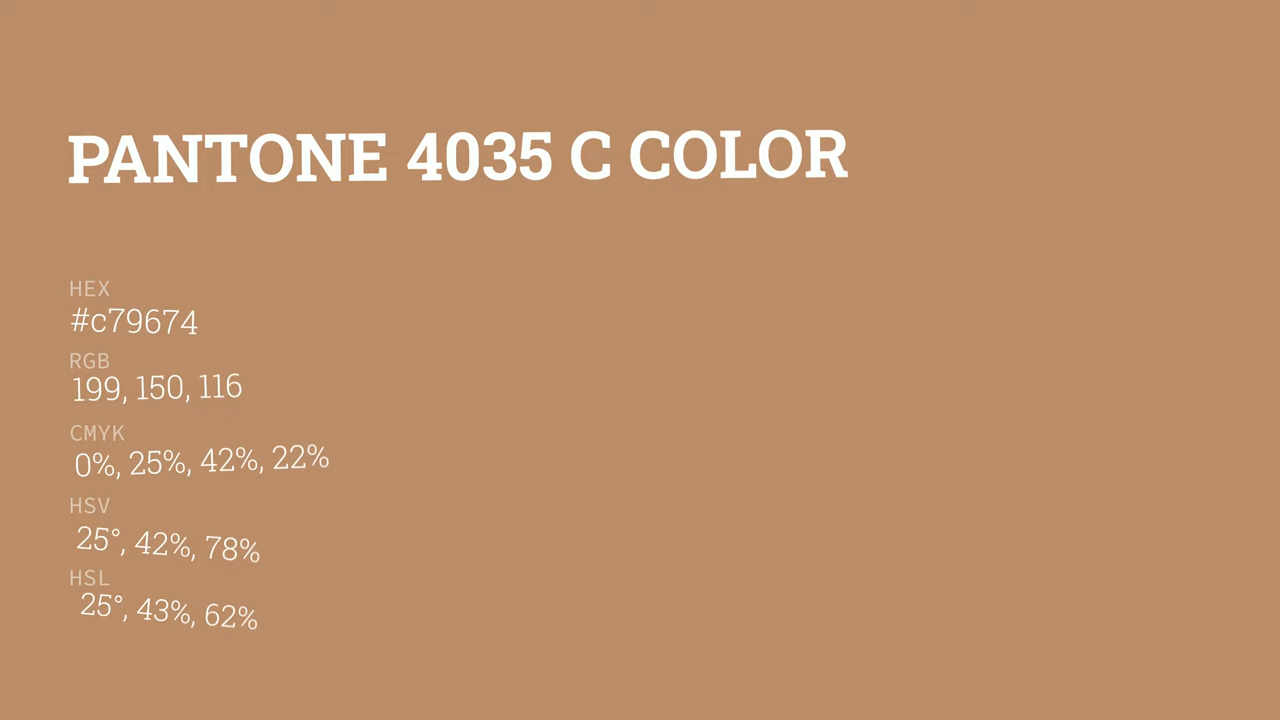 PANTONE 4035 C COLOR
HEX
#c79674
RGB
199, 150, 116
CMYK
0%, 25%, 42%, 22%
HSV
25°, 42%, 78%
HSL
25°, 43%, 62%